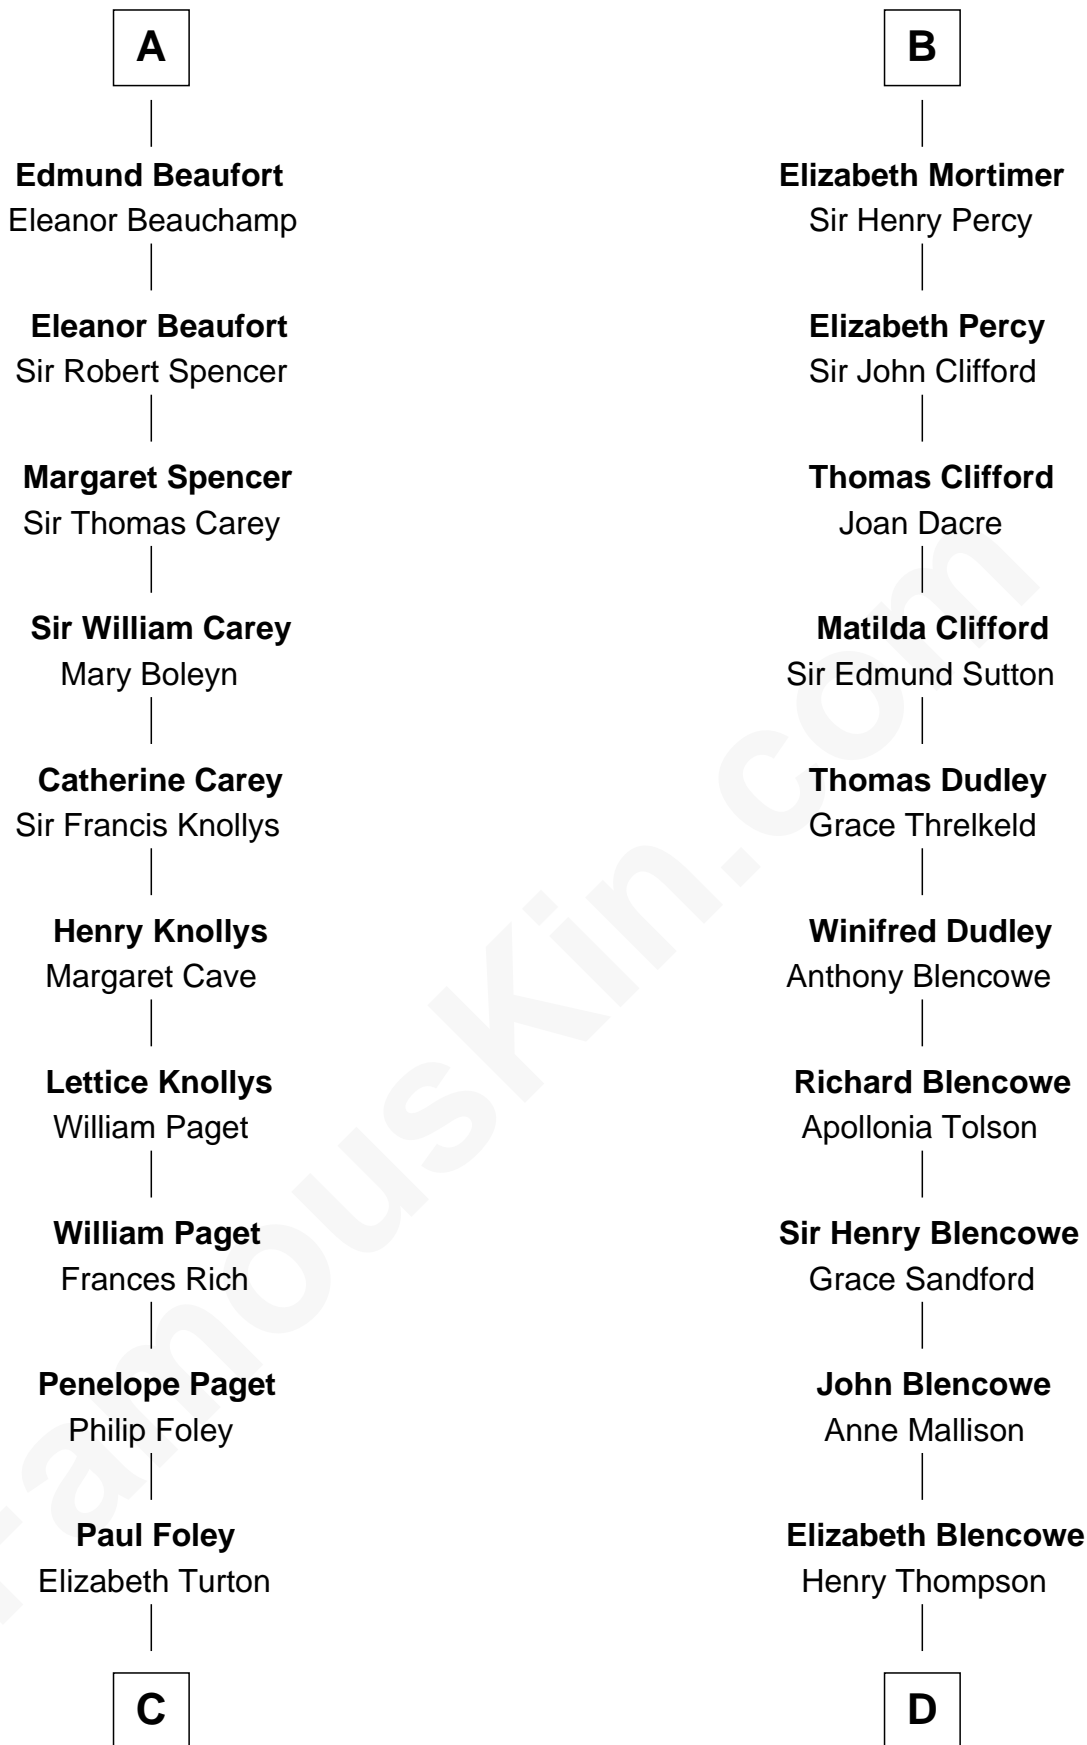 A
Edmund Beaufort
Eleanor Beauchamp
Eleanor Beaufort
Sir Robert Spencer
Margaret Spencer
Sir Thomas Carey
Sir William Carey
Mary Boleyn
Catherine Carey
Sir Francis Knollys
Henry Knollys
Margaret Cave
Lettice Knollys
William Paget
William Paget
Frances Rich
Penelope Paget
Philip Foley
Paul Foley
Elizabeth Turton
C
B
Elizabeth Mortimer
Sir Henry Percy
Elizabeth Percy
Sir John Clifford
Thomas Clifford
Joan Dacre
Matilda Clifford
Sir Edmund Sutton
Thomas Dudley
Grace Threlkeld
Winifred Dudley
Anthony Blencowe
Richard Blencowe
Apollonia Tolson
Sir Henry Blencowe
Grace Sandford
John Blencowe
Anne Mallison
Elizabeth Blencowe
Henry Thompson
D
FamousKin.com